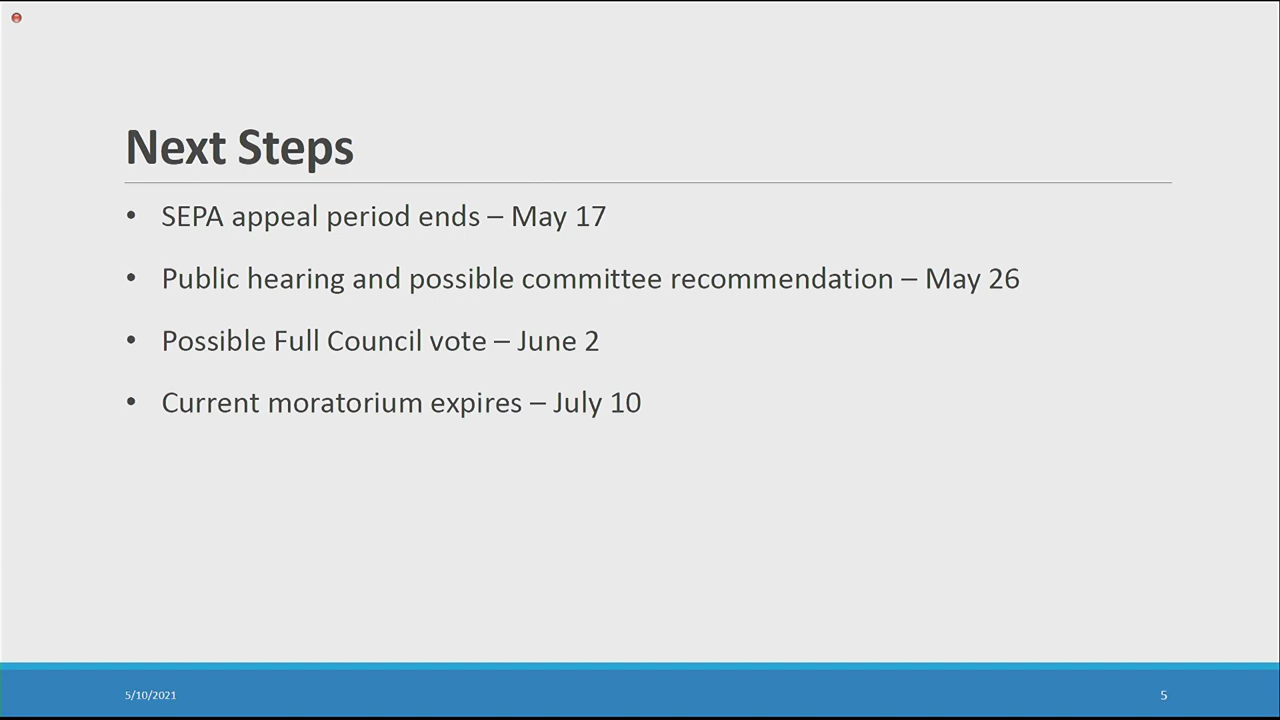 Next Steps
• SEPA appeal period ends – May 17
• Public hearing and possible committee recommendation – May 26
• Possible Full Council vote – June 2
• Current moratorium expires – July 10
5/10/2021
5